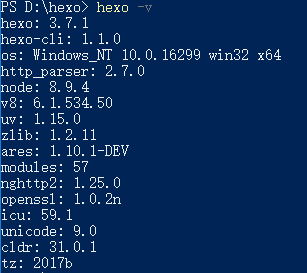 PS D:\hexo> hexo -v
hexo: 3.7.1
hexo-cli: 1.1.0
os: Windows_NT 10.0.16299 win32 x64
http_parser: 2.7.0
node: 8.9.4
v8: 6.1.534.50
uv: 1.15.0
zlib: 1.2.11
ares: 1.10.1-DEV
modules: 57
nghttp2: 1.25.0
openssl: 1.0.2n
icu: 59.1
unicode: 9.0
cldr: 31.0.1
tz: 2017b